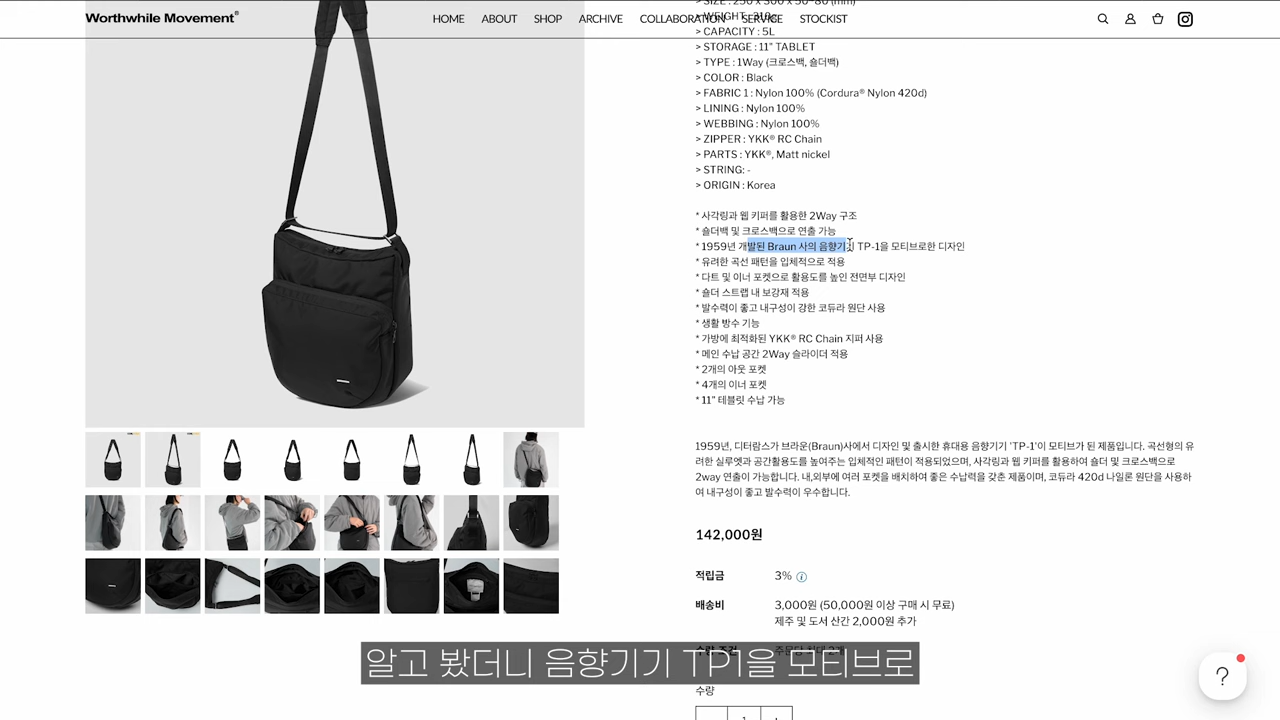 Worthwhile Movement®
HOME ABOUT SHOP ARCHIVE COLLABORATION SERVICE STOCKIST
> SIZE : 250 x 300 x 50~80 (mm)
> WEIGHT : 310g
> CAPACITY : 5L
> STORAGE : 11" TABLET
> TYPE : 1Way (크로스백, 숄더백)
> COLOR : Black
> FABRIC 1 : Nylon 100% (Cordura® Nylon 420d)
> LINING : Nylon 100%
> WEBBING : Nylon 100%
> ZIPPER : YKK® RC Chain
> PARTS : YKK®, Matt nickel
> STRING: -
> ORIGIN : Korea
* 사각링과 웹 키퍼를 활용한 2Way 구조
* 숄더백 및 크로스백으로 연출 가능
* 1959년 개발된 Braun 사의 음향기깃 TP-1을 모티브로한 디자인
* 유려한 곡선 패턴을 입체적으로 적용
* 다트 및 이너 포켓으로 활용도를 높인 전면부 디자인
* 숄더 스트랩 내 보강재 적용
* 발수력이 좋고 내구성이 강한 코듀라 원단 사용
* 생활 방수 기능
* 가방에 최적화된 YKK® RC Chain 지퍼 사용
* 메인 수납 공간 2Way 슬라이더 적용
* 2개의 아웃 포켓
* 4개의 이너 포켓
* 11" 테블릿 수납 가능
1959년, 디터람스가 브라운(Braun)사에서 디자인 및 출시한 휴대용 음향기기 'TP-1'이 모티브가 된 제품입니다. 곡선형의 유
려한 실루엣과 공간활용도를 높여주는 입체적인 패턴이 적용되었으며, 사각링과 웹 키퍼를 활용하여 숄더 및 크로스백으로
2way 연출이 가능합니다. 내,외부에 여러 포켓을 배치하여 좋은 수납력을 갖춘 제품이며, 코듀라 420d 나일론 원단을 사용하
여 내구성이 좋고 발수력이 우수합니다.
142,000원
적립금 3%
배송비 3,000원 (50,000원 이상 구매 시 무료)
제주 및 도서 산간 2,000원 추가
수량 조건 주문당 최대 2개
알고 봤더니 음향기기 TP1을 모티브로
수량
1 +
?